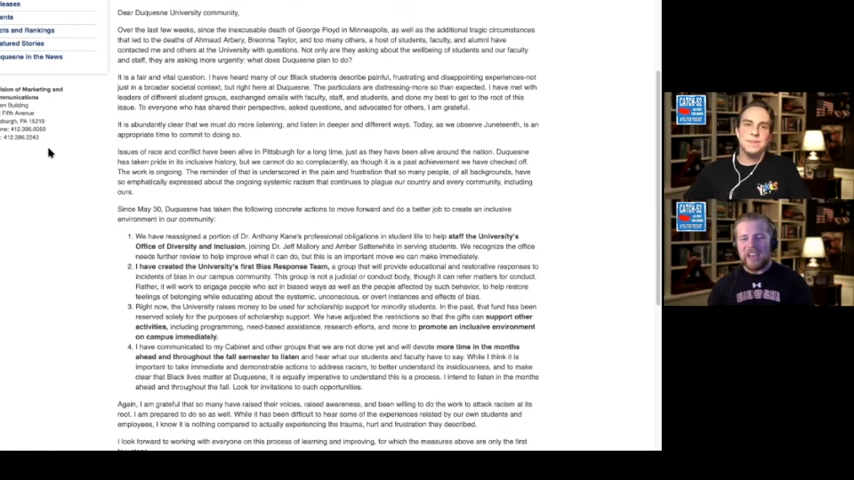 eleases
ents
cts and Rankings
atured Stories
uquesne in the News
vision of Marketing and
mmunications
en Building
Fifth Avenue
sburgh, PA 15219
one: 412.396.6050
: 412.396.2243
Dear Duquesne University community,
Over the last few weeks, since the inexcusable death of George Floyd in Minneapolis, as well as the additional tragic circumstances
that led to the deaths of Ahmaud Arbery, Breonna Taylor, and too many others, a host of students, faculty, and alumni have
contacted me and others at the University with questions. Not only are they asking about the wellbeing of students and our faculty
and staff, they are asking more urgently: what does Duquesne plan to do?
It is a fair and vital question. I have heard many of our Black students describe painful, frustrating and disappointing experiences-not
just in a broader societal context, but right here at Duquesne. The particulars are distressing-more so than expected. I have met with
leaders of different student groups, exchanged emails with faculty, staff, and students, and done my best to get to the root of this
issue. To everyone who has shared their perspective, asked questions, and advocated for others, I am grateful.
It is abundantly clear that we must do more listening, and listen in deeper and different ways. Today, as we observe Juneteenth, is an
appropriate time to commit to doing so.
Issues of race and conflict have been alive in Pittsburgh for a long time, just as they have been alive around the nation. Duquesne
has taken pride in its inclusive history, but we cannot do so complacently, as though it is a past achievement we have checked off.
The work is ongoing. The reminder of that is underscored in the pain and frustration that so many people, of all backgrounds, have
so emphatically expressed about the ongoing systemic racism that continues to plague our country and every community, including
ours.
Since May 30, Duquesne has taken the following concrete actions to move forward and do a better job to create an inclusive
environment in our community:
1. We have reassigned a portion of Dr. Anthony Kane's professional obligations in student life to help staff the University's
Office of Diversity and Inclusion, joining Dr. Jeff Mallory and Amber Satterwhite in serving students. We recognize the office
needs further review to help improve what it can do, but this is an important move we can make immediately.
2. I have created the University's first Bias Response Team, a group that will provide educational and restorative responses to
incidents of bias in our campus community. This group is not a judicial or conduct body, though it can refer matters for conduct.
Rather, it will work to engage people who act in biased ways as well as the people affected by such behavior, to help restore
feelings of belonging while educating about the systemic, unconscious, or overt instances and effects of bias.
3. Right now, the University raises money to be used for scholarship support for minority students. In the past, that fund has been
reserved solely for the purposes of scholarship support. We have adjusted the restrictions so that the gifts can support other
activities, including programming, need-based assistance, research efforts, and more to promote an inclusive environment
on campus immediately.
4. I have communicated to my Cabinet and other groups that we are not done yet and will devote more time in the months
ahead and throughout the fall semester to listen and hear what our students and faculty have to say. While I think it is
important to take immediate and demonstrable actions to address racism, to better understand its insidiousness, and to make
clear that Black lives matter at Duquesne, it is equally imperative to understand this is a process. I intend to listen in the months
ahead and throughout the fall. Look for invitations to such opportunities.
Again, I am grateful that so many have raised their voices, raised awareness, and been willing to do the work to attack racism at its
root. I am prepared to do so as well. While it has been difficult to hear some of the experiences related by our own students and
employees, I know it is nothing compared to actually experiencing the trauma, hurt and frustration they described.
I look forward to working with everyone on this process of learning and improving, for which the measures above are only the first
CATCH-52
CATCH-52